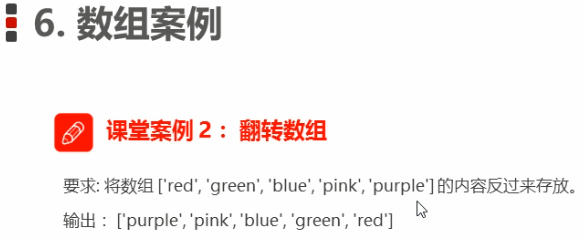 6. 数组案例
课堂案例 2 ：翻转数组
要求: 将数组 ['red', 'green', 'blue', 'pink', 'purple'] 的内容反过来存放。
输出 ： ['purple', 'pink', 'blue', 'green', 'red']